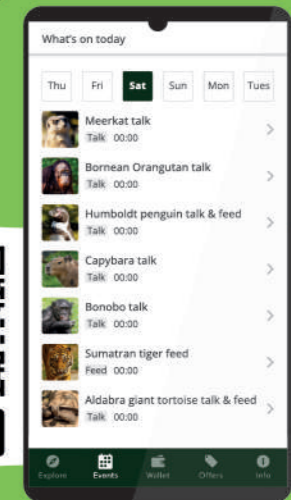 What's on today
Thu Fri Sat Sun Mon Tues
Meerkat talk
Talk 00:00
Bornean Orangutan talk
Talk 00:00
Humboldt penguin talk & feed
Talk 00:00
Capybara talk
Talk 00:00
Bonobo talk
Talk 00:00
Sumatran tiger feed
Feed 00:00
Aldabra giant tortoise talk & feed
Talk 00:00
Explore Events Wallet Offers Info